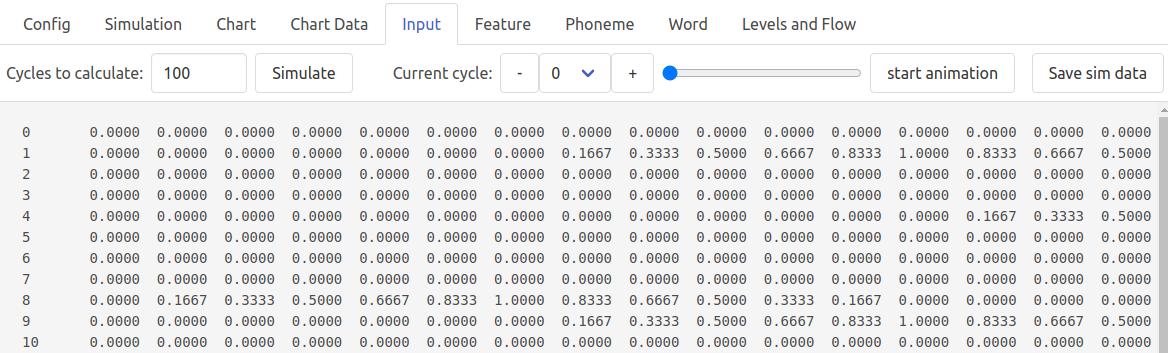 Config Simulation Chart Chart Data Input Feature Phoneme Word Levels and Flow
Cycles to calculate: 100 Simulate Current cycle: - 0 + start animation Save sim data
0 0.0000 0.0000 0.0000 0.0000 0.0000 0.0000 0.0000 0.0000 0.0000 0.0000 0.0000 0.0000 0.0000 0.0000 0.0000 0.0000
1 0.0000 0.0000 0.0000 0.0000 0.0000 0.0000 0.0000 0.1667 0.3333 0.5000 0.6667 0.8333 1.0000 0.8333 0.6667 0.5000
2 0.0000 0.0000 0.0000 0.0000 0.0000 0.0000 0.0000 0.0000 0.0000 0.0000 0.0000 0.0000 0.0000 0.0000 0.0000 0.0000
3 0.0000 0.0000 0.0000 0.0000 0.0000 0.0000 0.0000 0.0000 0.0000 0.0000 0.0000 0.0000 0.0000 0.0000 0.0000 0.0000
4 0.0000 0.0000 0.0000 0.0000 0.0000 0.0000 0.0000 0.0000 0.0000 0.0000 0.0000 0.0000 0.0000 0.1667 0.3333 0.5000
5 0.0000 0.0000 0.0000 0.0000 0.0000 0.0000 0.0000 0.0000 0.0000 0.0000 0.0000 0.0000 0.0000 0.0000 0.0000 0.0000
6 0.0000 0.0000 0.0000 0.0000 0.0000 0.0000 0.0000 0.0000 0.0000 0.0000 0.0000 0.0000 0.0000 0.0000 0.0000 0.0000
7 0.0000 0.0000 0.0000 0.0000 0.0000 0.0000 0.0000 0.0000 0.0000 0.0000 0.0000 0.0000 0.0000 0.0000 0.0000 0.0000
8 0.0000 0.1667 0.3333 0.5000 0.6667 0.8333 1.0000 0.8333 0.6667 0.5000 0.3333 0.1667 0.0000 0.0000 0.0000 0.0000
9 0.0000 0.0000 0.0000 0.0000 0.0000 0.0000 0.0000 0.1667 0.3333 0.5000 0.6667 0.8333 1.0000 0.8333 0.6667 0.5000
10 0.0000 0.0000 0.0000 0.0000 0.0000 0.0000 0.0000 0.0000 0.0000 0.0000 0.0000 0.0000 0.0000 0.0000 0.0000 0.0000